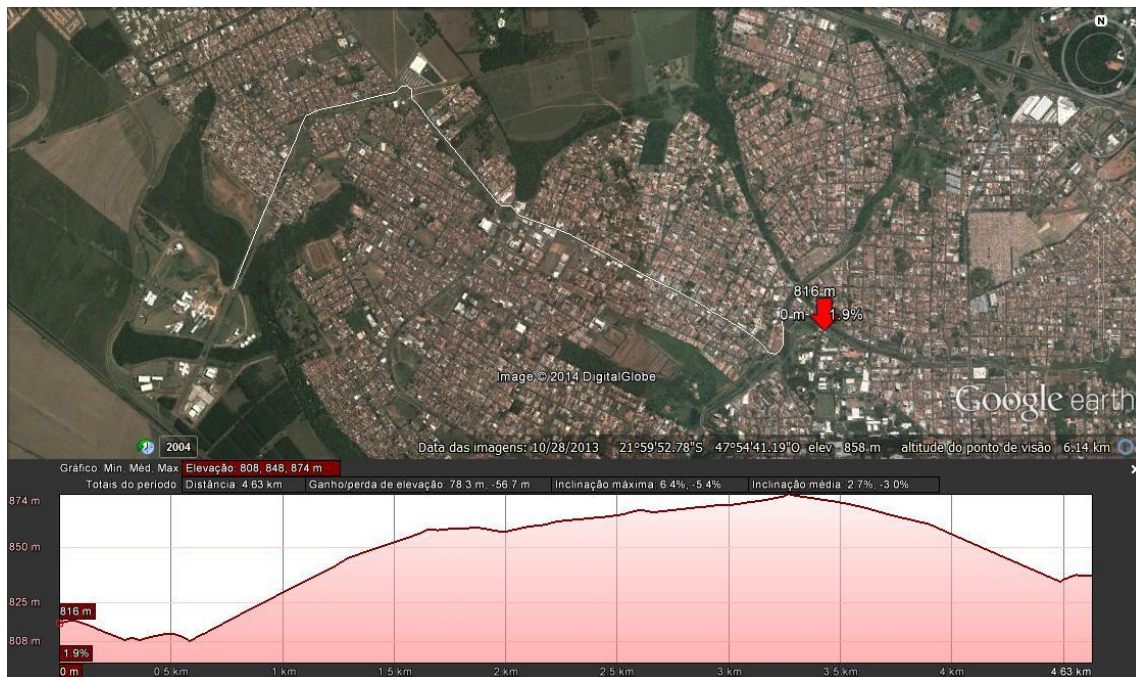 N
816 m
0 m- 1.9%
Image © 2014 DigitalGlobe
Google earth
2004
Data das imagens: 10/28/2013 21°59'52.78"S 47°54'41.19"O elev 858 m altitude do ponto de visão 6.14 km
Gráfico: Min, Méd, Max Elevação: 808, 848, 874 m
Totais do período: Distância: 4.63 km Ganho/perda de elevação: 78.3 m, -56.7 m Inclinação máxima: 6.4%, -5.4% Inclinação média: 2.7%, -3.0%
874 m
850 m
825 m
816 m
808 m
1.9%
0 m 0.5 km 1 km 1.5 km 2 km 2.5 km 3 km 3.5 km 4 km 4.63 km